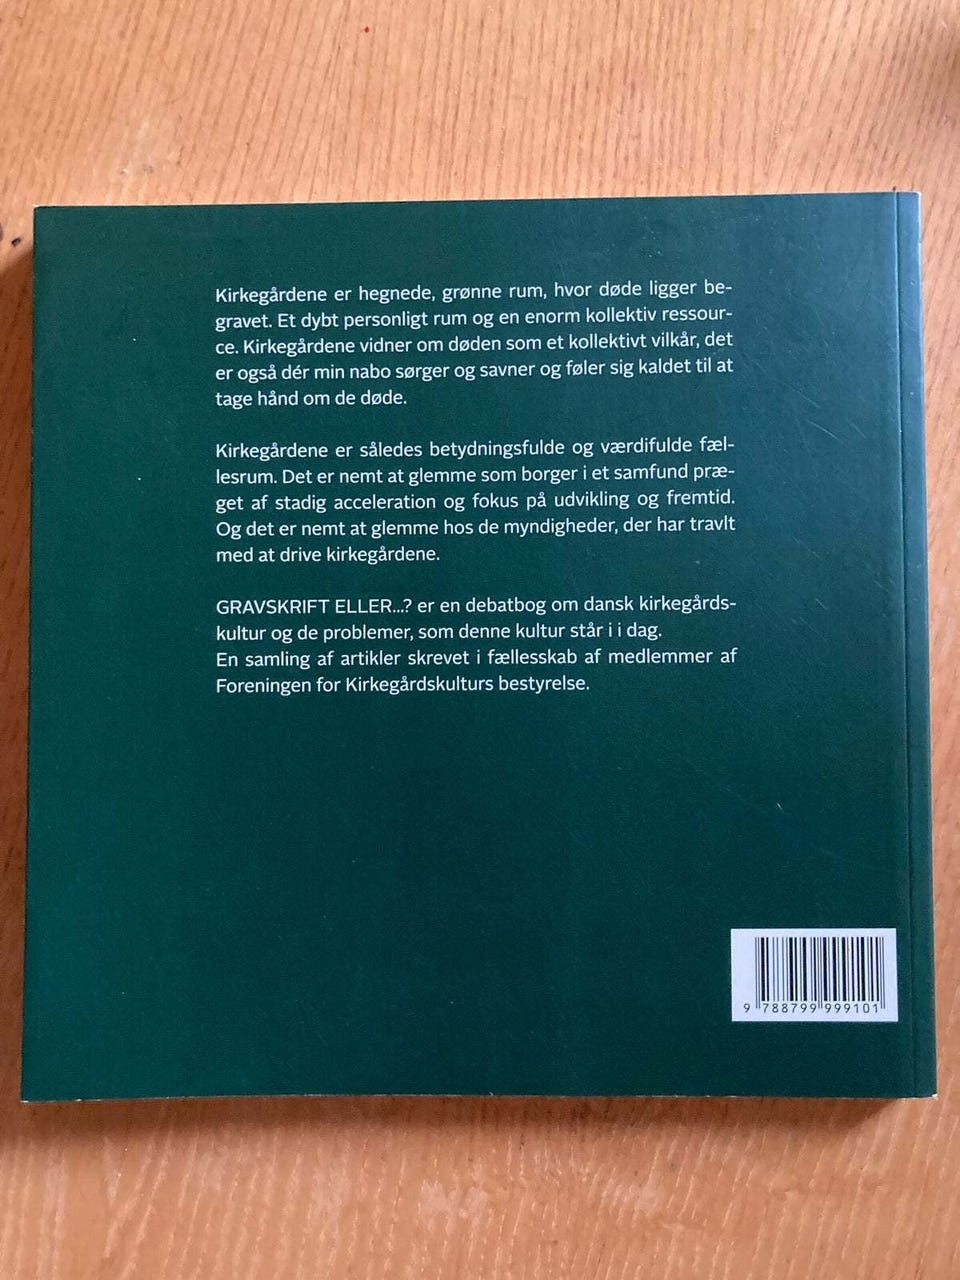 Kirkegårdene er hegnede, grønne rum, hvor døde ligger be-
gravet. Et dybt personligt rum og en enorm kollektiv ressour-
ce. Kirkegårdene vidner om døden som et kollektivt vilkår, det
er også dér min nabo sørger og savner og føler sig kaldet til at
tage hånd om de døde.
Kirkegårdene er således betydningsfulde og værdifulde fæl-
lesrum. Det er nemt at glemme som borger i et samfund præ-
get af stadig acceleration og fokus på udvikling og fremtid.
Og det er nemt at glemme hos de myndigheder, der har travlt
med at drive kirkegårdene.
GRAVSKRIFT ELLER...? er en debatbog om dansk kirkegårds-
kultur og de problemer, som denne kultur står i i dag.
En samling af artikler skrevet i fællesskab af medlemmer af
Foreningen for Kirkegårdskulturs bestyrelse.
9 788799 999101